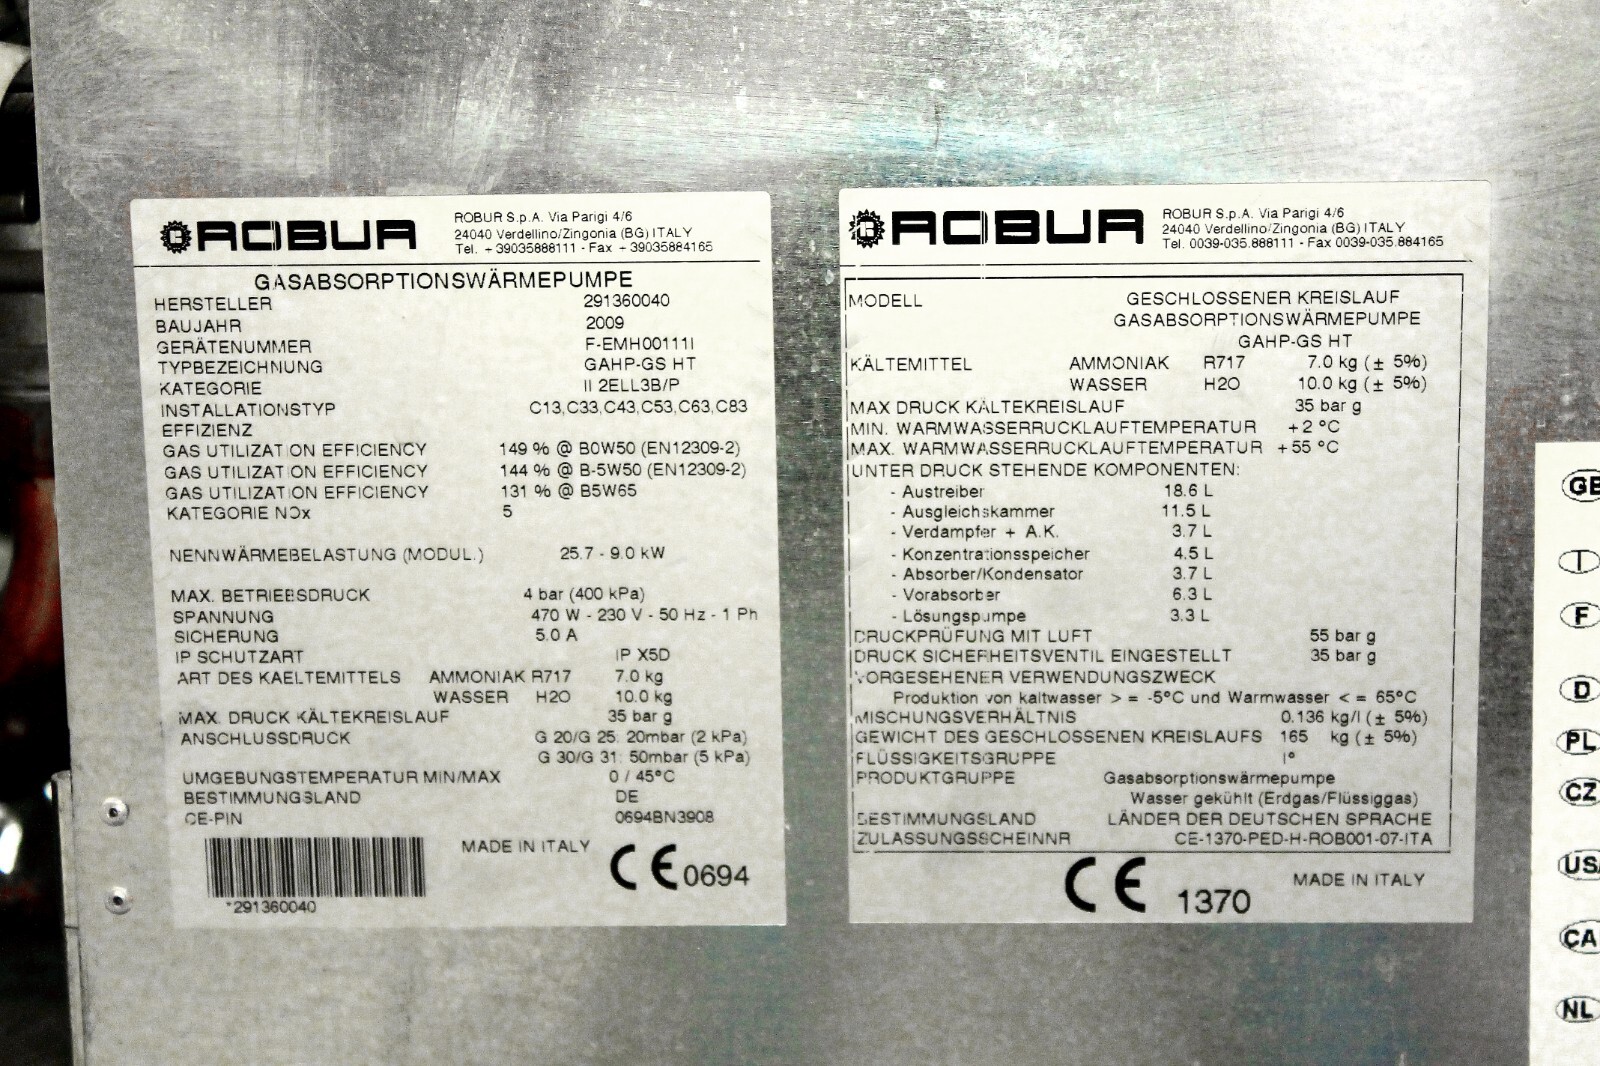 ROBUR
ROBUR S.p.A. Via Parigi 4/6
24040 Verdellino/Zingonia (BG) ITALY
Tel. +39035888111 - Fax +39035884165
GASABSORPTIONSWÄRMEPUMPE
HERSTELLER 291360040
BAUJAHR 2009
GERÄTENUMMER F-EMH00111I
TYPBEZEICHNUNG GAHP-GS HT
KATEGORIE II 2ELL3B/P
INSTALLATIONSTYP C13,C33,C43,C53,C63,C83
EFFIZIENZ
GAS UTILIZATION EFFICIENCY 149 % @ B0W50 (EN12309-2)
GAS UTILIZATION EFFICIENCY 144 % @ B-5W50 (EN12309-2)
GAS UTILIZATION EFFICIENCY 131 % @ B5W65
KATEGORIE NOx 5
NENNWÄRMEBELASTUNG (MODUL.) 25.7 - 9.0 kW
MAX. BETRIEBSDRUCK 4 bar (400 kPa)
SPANNUNG 470 W - 230 V - 50 Hz - 1 Ph
SICHERUNG 5.0 A
IP SCHUTZART IP X5D
ART DES KAELTEMITTELS AMMONIAK R717 7.0 kg
WASSER H2O 10.0 kg
MAX. DRUCK KÄLTEKREISLAUF 35 bar g
ANSCHLUSSDRUCK G 20/G 25: 20mbar (2 kPa)
G 30/G 31: 50mbar (5 kPa)
UMGEBUNGSTEMPERATUR MIN/MAX 0 / 45°C
BESTIMMUNGSLAND DE
CE-PIN 0694BN3908
MADE IN ITALY CE 0694
*291360040
ROBUR
ROBUR S.p.A. Via Parigi 4/6
24040 Verdellino/Zingonia (BG) ITALY
Tel. 0039-035.888111 - Fax 0039-035.884165
MODELL GESCHLOSSENER KREISLAUF
GASABSORPTIONSWÄRMEPUMPE
GAHP-GS HT
KÄLTEMITTEL AMMONIAK R717 7.0 kg (± 5%)
WASSER H2O 10.0 kg (± 5%)
MAX DRUCK KÄLTEKREISLAUF 35 bar g
MIN. WARMWASSERRUCKLAUFTEMPERATUR +2 °C
MAX. WARMWASSERRUCKLAUFTEMPERATUR +55 °C
UNTER DRUCK STEHENDE KOMPONENTEN:
- Austreiber 18.6 L
- Ausgleichskammer 11.5 L
- Verdampfer + A.K. 3.7 L
- Konzentrationsspeicher 4.5 L
- Absorber/Kondensator 3.7 L
- Vorabsorber 6.3 L
- Lösungspumpe 3.3 L
DRUCKPRÜFUNG MIT LUFT 55 bar g
DRUCK SICHERHEITSVENTIL EINGESTELLT 35 bar g
VORGESEHENER VERWENDUNGSZWECK
Produktion von kaltwasser > = -5°C und Warmwasser < = 65°C
MISCHUNGSVERHÄLTNIS 0.136 kg/l (± 5%)
GEWICHT DES GESCHLOSSENEN KREISLAUFS 165 kg (± 5%)
FLÜSSIGKEITSGRUPPE I°
PRODUKTGRUPPE Gasabsorptionswärmepumpe
Wasser gekühlt (Erdgas/Flüssiggas)
BESTIMMUNGSLAND LÄNDER DER DEUTSCHEN SPRACHE
ZULASSUNGSSCHEINNR CE-1370-PED-H-ROB001-07-ITA
CE 1370 MADE IN ITALY
GB
I
F
D
PL
CZ
USA
CA
NL